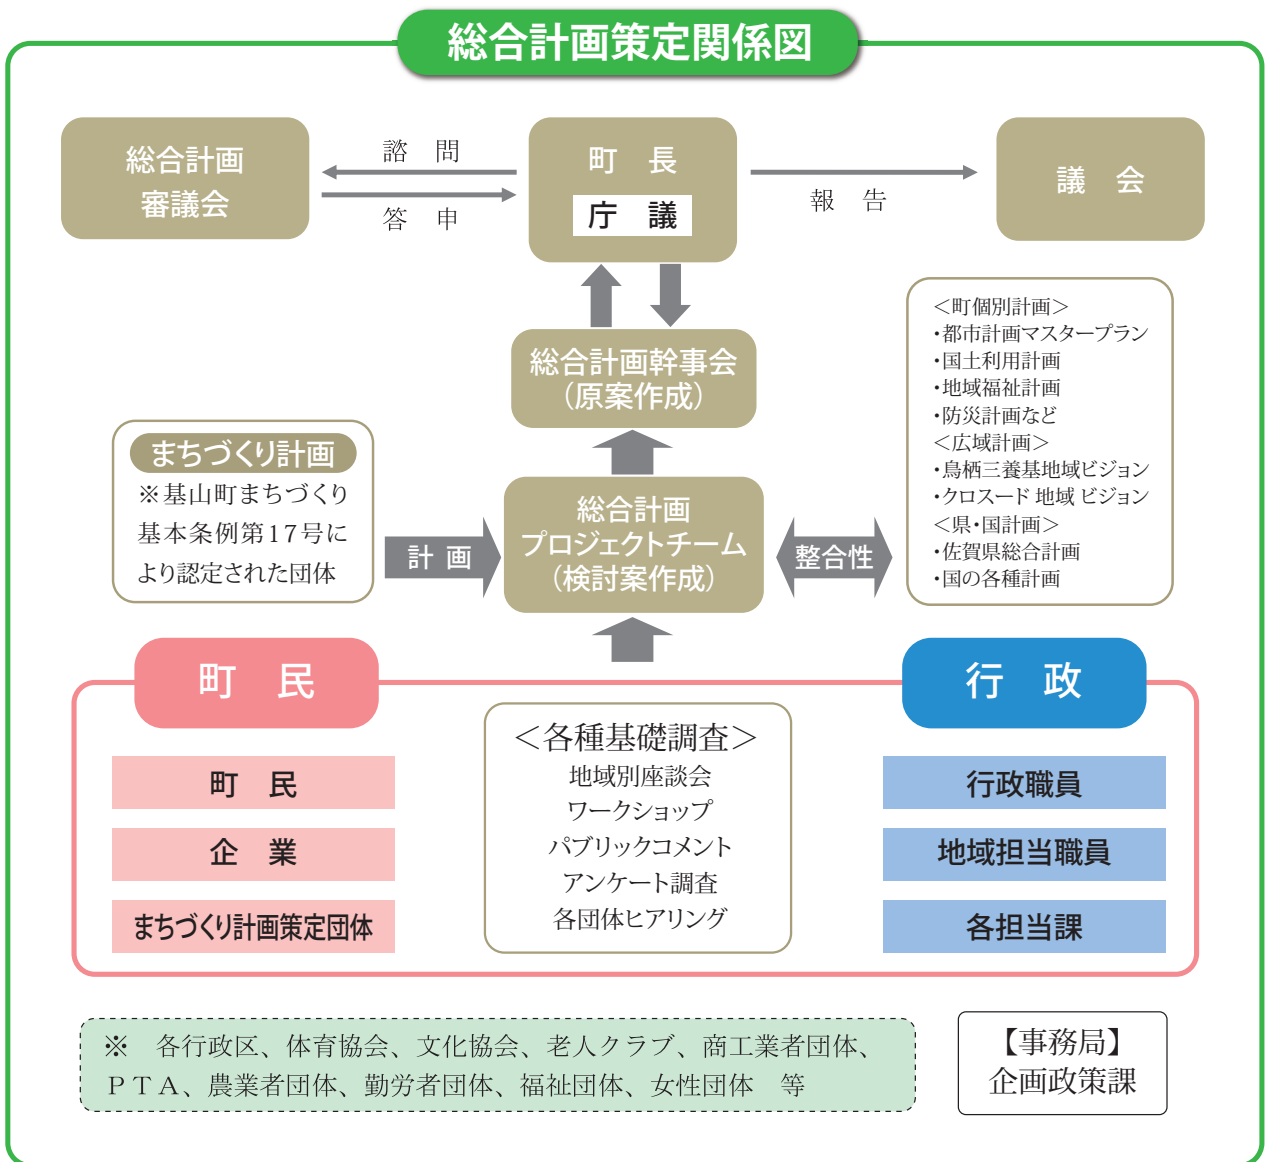 総合計画策定関係図
総合計画
審議会
諮　問
答　申
町　長
庁　議
報　告
議　会
総合計画幹事会
（原案作成）
＜町個別計画＞
・都市計画マスタープラン
・国土利用計画
・地域福祉計画
・防災計画など
＜広域計画＞
・鳥栖三養基地域ビジョン
・クロスロード 地域 ビジョン
＜県・国計画＞
・佐賀県総合計画
・国の各種計画
まちづくり計画
※基山町まちづくり
基本条例第17号に
より認定された団体
計 画
総合計画
プロジェクトチーム
（検討案作成）
整合性
町　民
町　民
企　業
まちづくり計画策定団体
＜各種基礎調査＞
地域別座談会
ワークショップ
パブリックコメント
アンケート調査
各団体ヒアリング
行　政
行政職員
地域担当職員
各担当課
※　各行政区、体育協会、文化協会、老人クラブ、商工業者団体、
ＰＴＡ、農業者団体、勤労者団体、福祉団体、女性団体　等
【事務局】
企画政策課